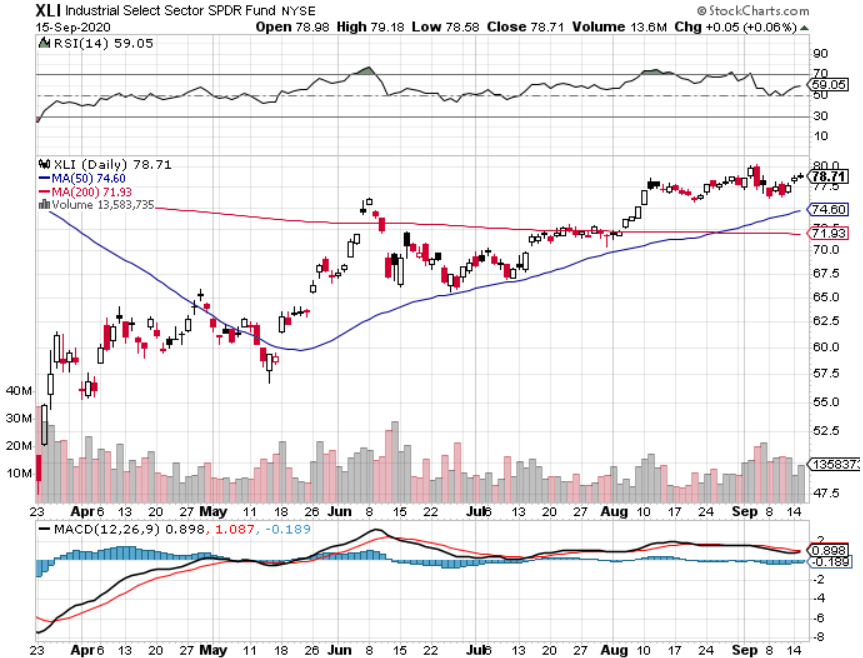 XLI Industrial Select Sector SPDR Fund NYSE
© StockCharts.com
15-Sep-2020
Open 78.98 High 79.18 Low 78.58 Close 78.71 Volume 13.6M Chg +0.05 (+0.06%)
RSI(14) 59.05
90
70
59.05
50
30
10
XLI (Daily) 78.71
MA(50) 74.60
MA(200) 71.93
Volume 13,583,735
80.0
78.71
77.5
74.60
71.93
70.0
67.5
65.0
62.5
60.0
57.5
55.0
52.5
47.5
40M
30M
20M
10M
1358373
23 Apr 6 13 20 27 May 11 18 26 Jun 8 15 22 Jul 6 13 20 27 Aug 10 17 24 Sep 8 14
MACD(12,26,9) 0.898, 1.087, -0.189
2
0.898
-0.189
-2
-4
-6
-8
23 Apr 6 13 20 27 May 11 18 26 Jun 8 15 22 Jul 6 13 20 27 Aug 10 17 24 Sep 8 14